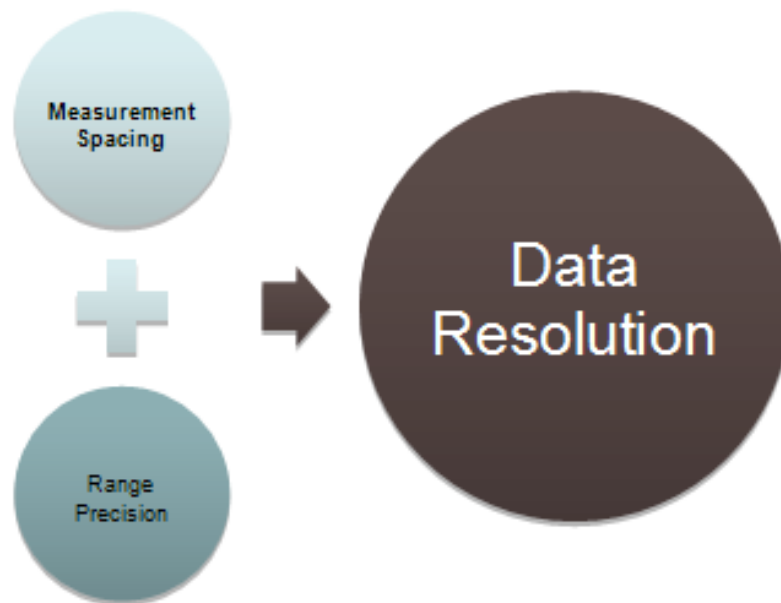 Measurement
Spacing
Data
Resolution
Range
Precision